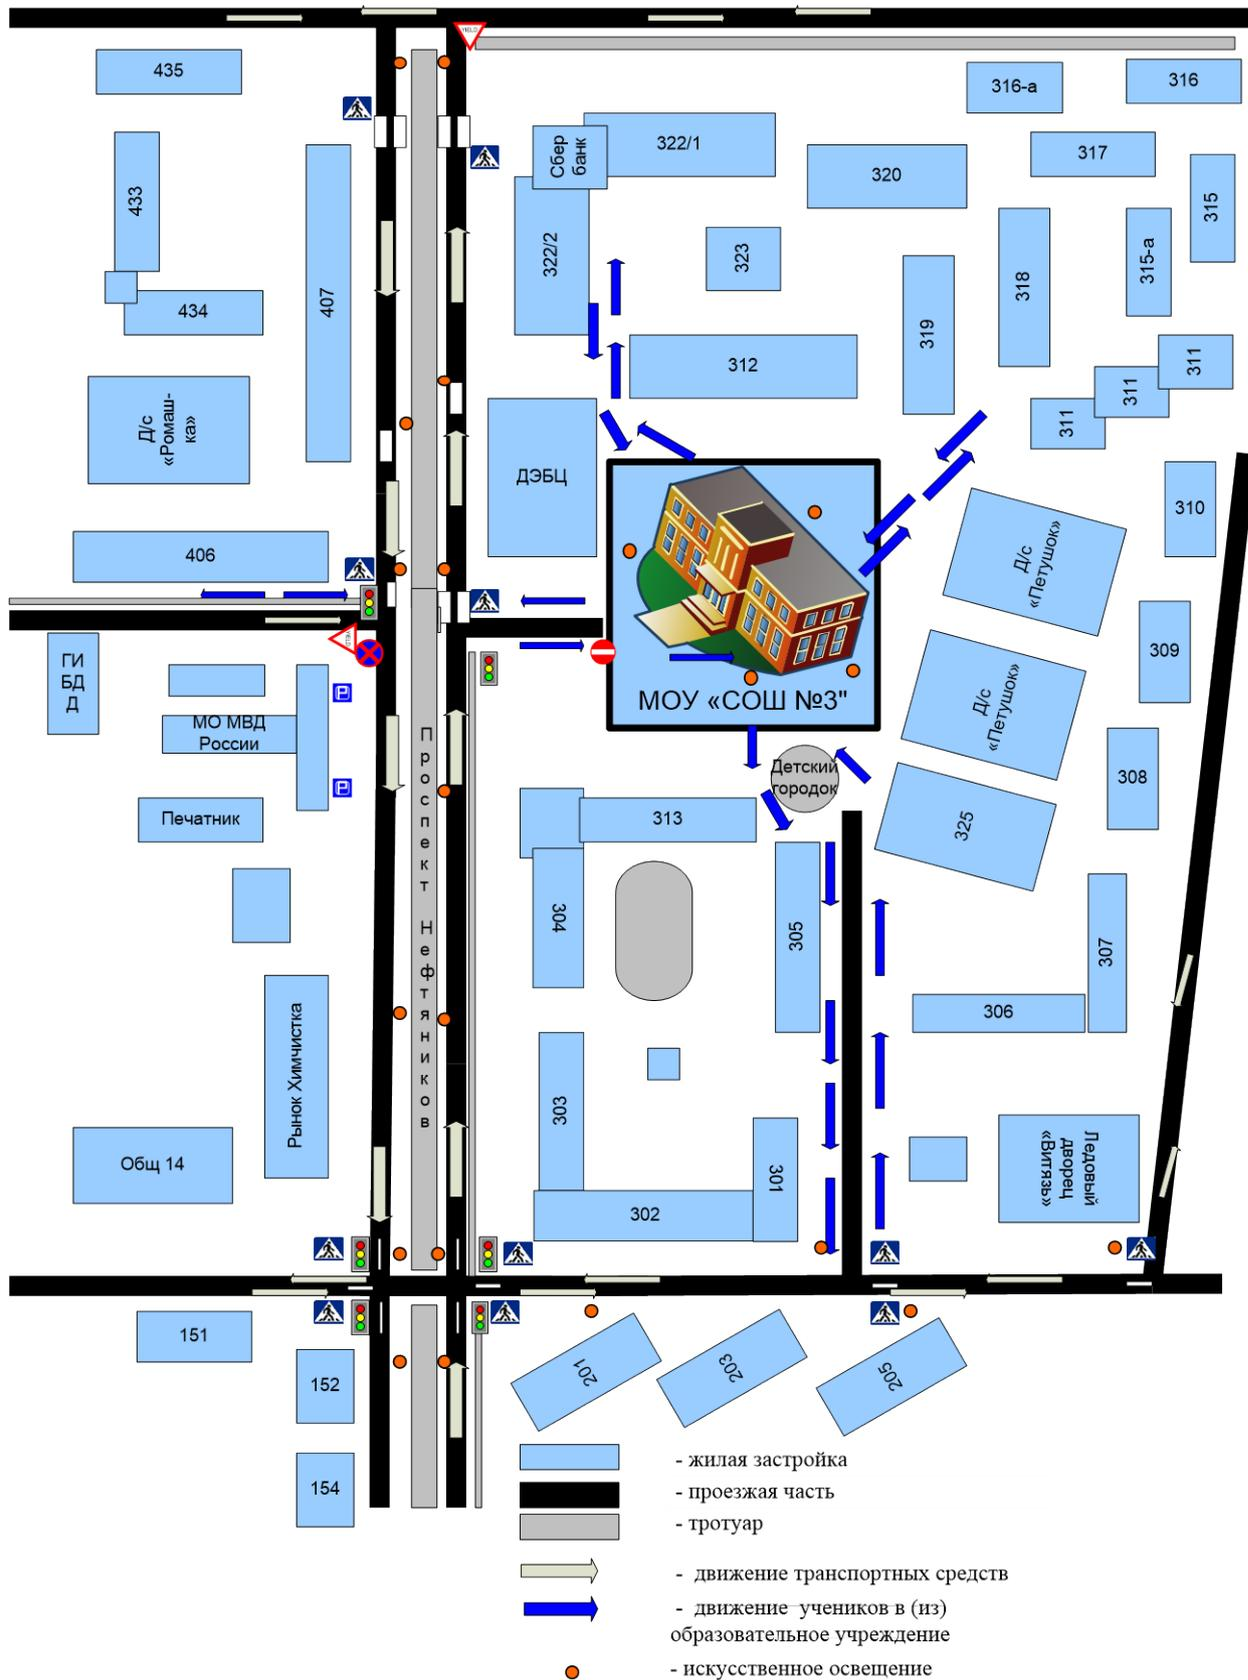 YIELD
435
316-а
316
322/1
Сбер
банк
317
320
433
315
322/2
323
318
315-а
407
434
319
312
311
311
311
Д/с
«Ромаш-
ка»
ДЭБЦ
310
406
Д/с
«Петушок»
309
ГИ
БД
Д
Д/с
«Петушок»
МОУ «СОШ №3"
P
МО МВД
России
Проспект Нефтяников
308
Детский
городок
P
Печатник
313
325
304
305
307
306
Рынок Химчистка
303
Общ 14
301
Ледовый
дворец
«Витязь»
302
151
201
203
205
152
154
- жилая застройка
- проезжая часть
- тротуар
- движение транспортных средств
- движение учеников в (из)
образовательное учреждение
- искусственное освещение